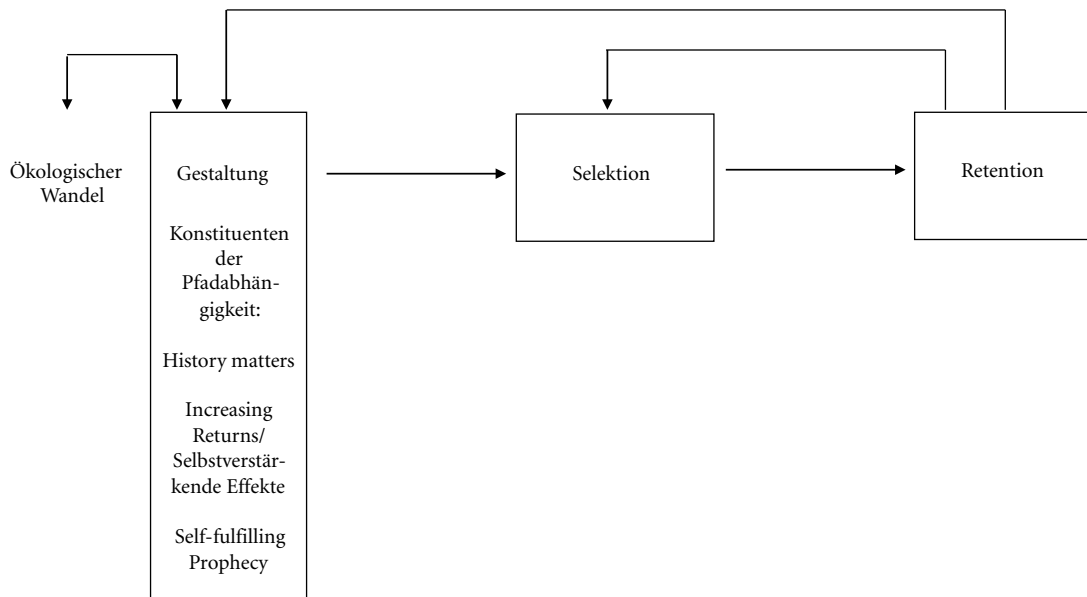 Ökologischer
Wandel
Gestaltung
Konstituenten
der
Pfadabhän-
gigkeit:
History matters
Increasing
Returns/
Selbstverstär-
kende Effekte
Self-fulfilling
Prophecy
Selektion
Retention